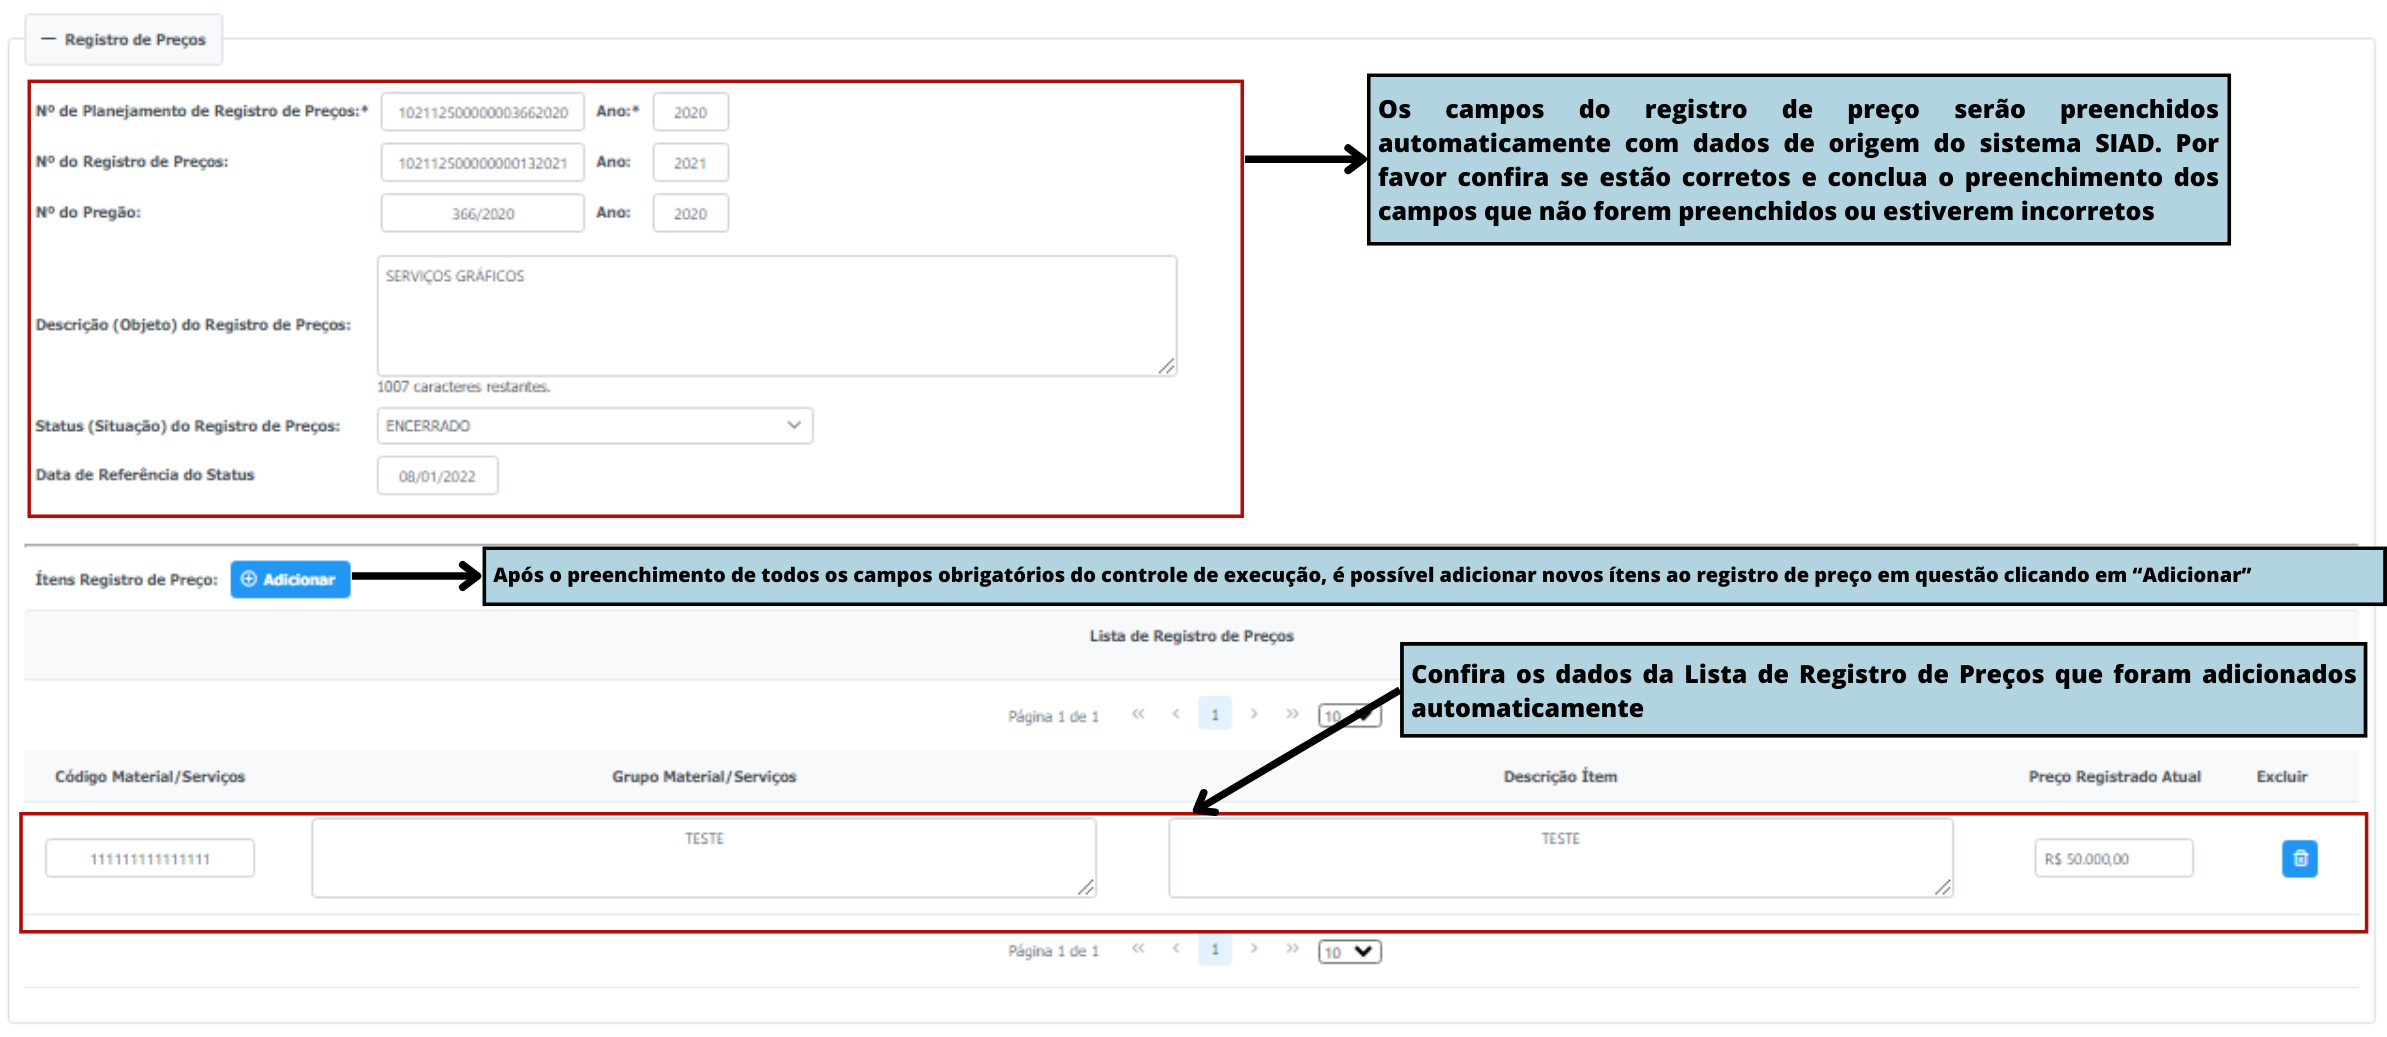 — Registro de Preços
Nº de Planejamento de Registro de Preços:* 1021125000000003662020 Ano:* 2020
Nº do Registro de Preços: 1021125000000000132021 Ano: 2021
Nº do Pregão: 366/2020 Ano: 2020
Os campos do registro de preço serão preenchidos
automaticamente com dados de origem do sistema SIAD. Por
favor confira se estão corretos e conclua o preenchimento dos
campos que não forem preenchidos ou estiverem incorretos
Descrição (Objeto) do Registro de Preços: SERVIÇOS GRÁFICOS
1007 caracteres restantes.
Status (Situação) do Registro de Preços: ENCERRADO
Data de Referência do Status 08/01/2022
Ítens Registro de Preço: Adicionar
Após o preenchimento de todos os campos obrigatórios do controle de execução, é possível adicionar novos ítens ao registro de preço em questão clicando em “Adicionar”
Lista de Registro de Preços
Confira os dados da Lista de Registro de Preços que foram adicionados
automaticamente
Página 1 de 1 « ‹ 1 › » 10
Código Material/Serviços Grupo Material/Serviços Descrição Ítem Preço Registrado Atual Excluir
111111111111111 TESTE TESTE R$ 50.000,00
Página 1 de 1 « ‹ 1 › » 10